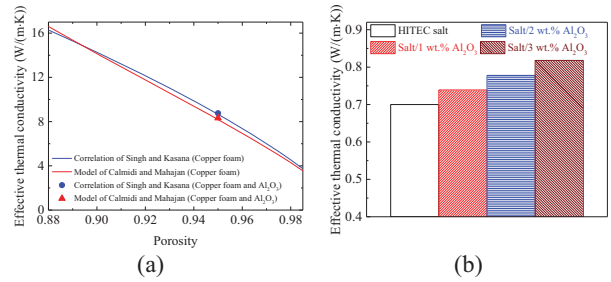 Effective thermal conductivity (W/(m·K))
16
12
8
4
0
0.88
0.90
0.92
0.94
0.96
0.98
Porosity
Correlation of Singh and Kasana (Copper foam)
Model of Calmidi and Mahajan (Copper foam)
Correlation of Singh and Kasana (Copper foam and Al₂O₃)
Model of Calmidi and Mahajan (Copper foam and Al₂O₃)
(a)
Effective thermal conductivity (W/(m·K))
0.9
0.8
0.7
0.6
0.5
0.4
HITEC salt
Salt/2 wt.% Al₂O₃
Salt/1 wt.% Al₂O₃
Salt/3 wt.% Al₂O₃
(b)